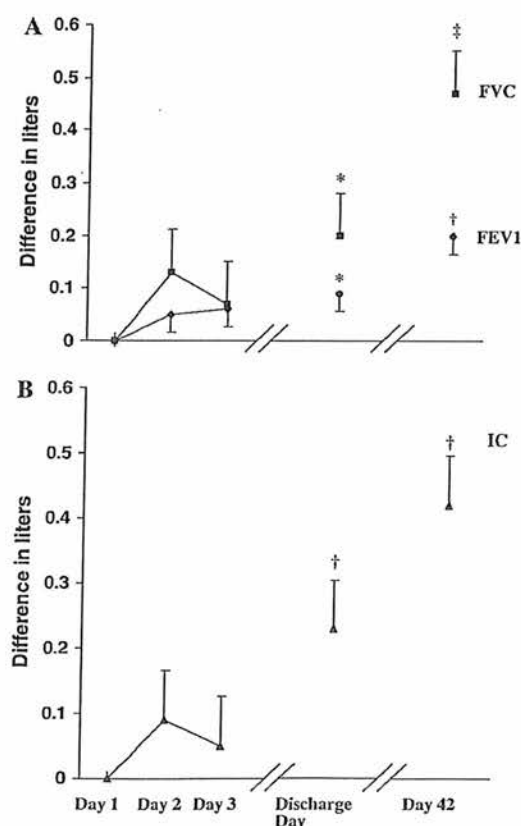 A
0.6
‡
0.5
FVC
0.4
0.3
*
†
0.2
FEV1
*
0.1
0
Difference in liters
B
0.6
†
IC
0.5
0.4
†
0.3
0.2
0.1
0
Difference in liters
Day 1 Day 2 Day 3 Discharge Day 42
Day